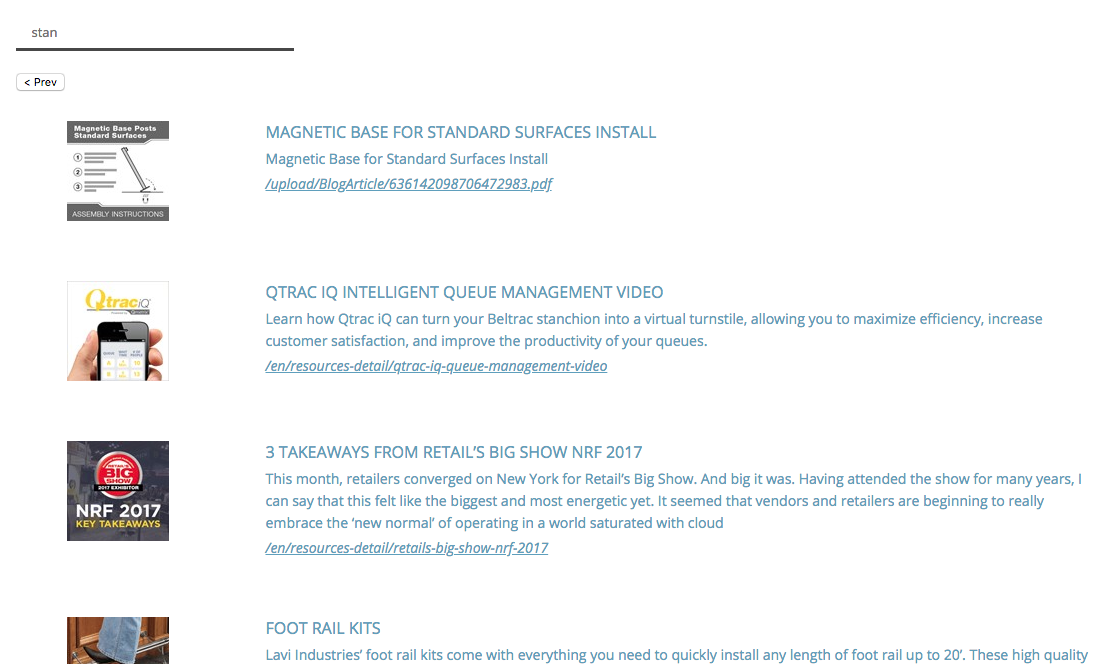 stan
< Prev
Magnetic Base Posts
Standard Surfaces
1
2
3
ASSEMBLY INSTRUCTIONS
MAGNETIC BASE FOR STANDARD SURFACES INSTALL
Magnetic Base for Standard Surfaces Install
/upload/BlogArticle/636142098706472983.pdf
Qtrac iQ
QTRAC IQ INTELLIGENT QUEUE MANAGEMENT VIDEO
Learn how Qtrac iQ can turn your Beltrac stanchion into a virtual turnstile, allowing you to maximize efficiency, increase
customer satisfaction, and improve the productivity of your queues.
/en/resources-detail/qtrac-iq-queue-management-video
RETAIL'S
BIG
SHOW
2017 EXHIBITOR
NRF 2017
KEY TAKEAWAYS
3 TAKEAWAYS FROM RETAIL’S BIG SHOW NRF 2017
This month, retailers converged on New York for Retail’s Big Show. And big it was. Having attended the show for many years, I
can say that this felt like the biggest and most energetic yet. It seemed that vendors and retailers are beginning to really
embrace the ‘new normal’ of operating in a world saturated with cloud
/en/resources-detail/retails-big-show-nrf-2017
FOOT RAIL KITS
Lavi Industries’ foot rail kits come with everything you need to quickly install any length of foot rail up to 20’. These high quality